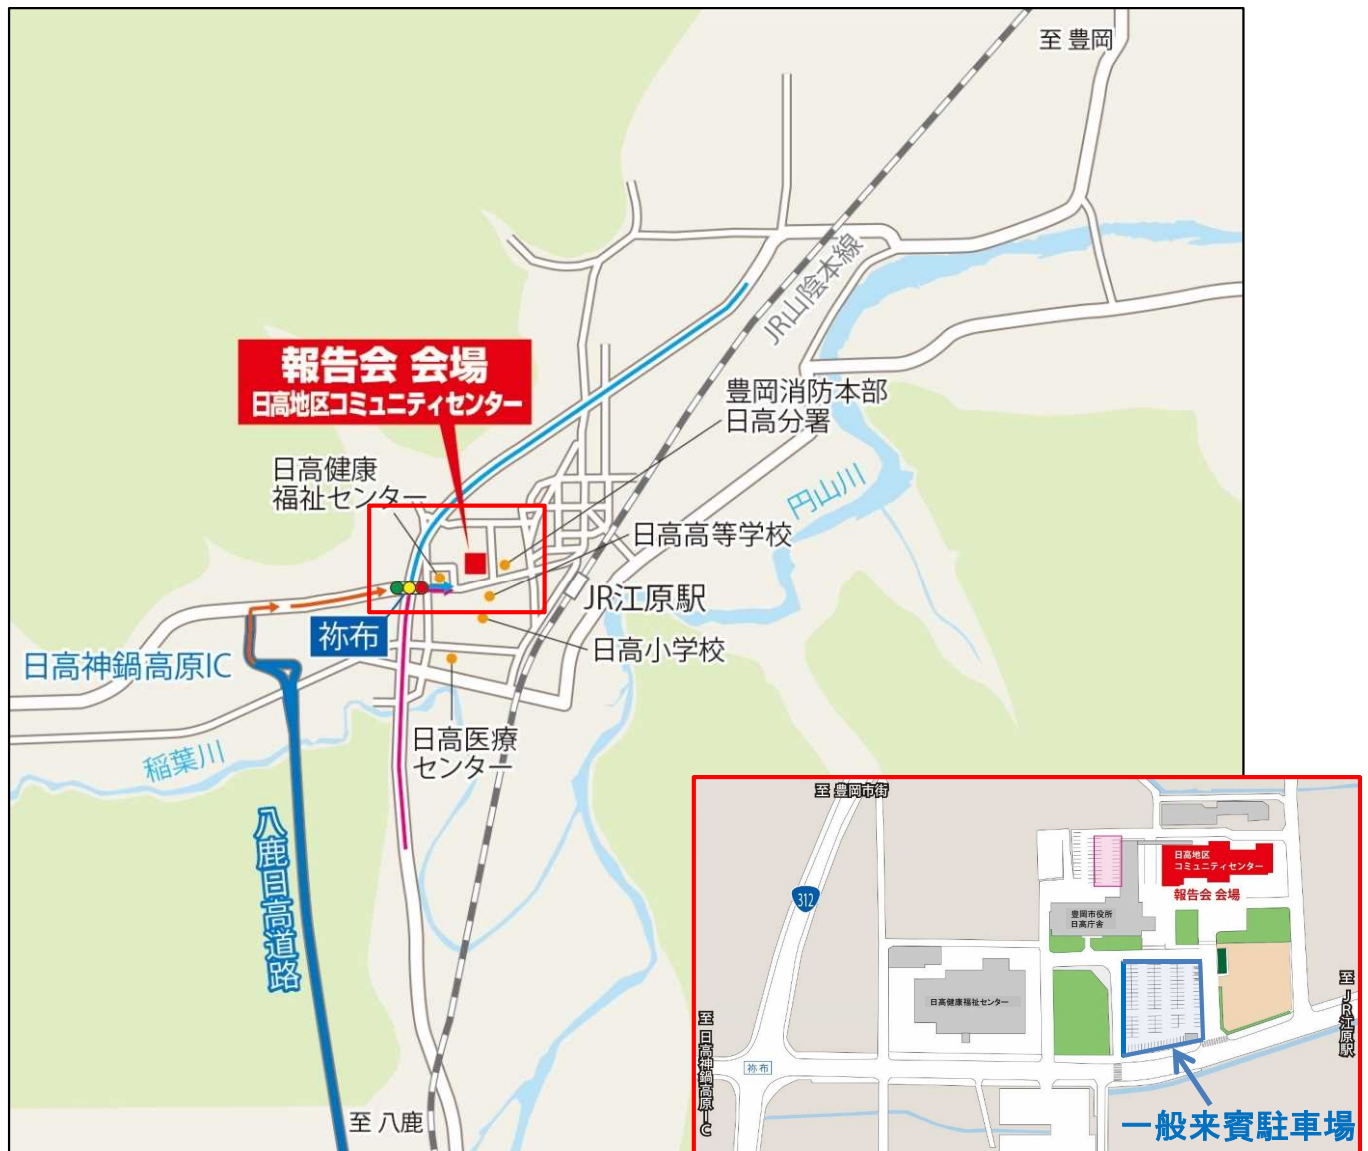 至 豊岡
JR山陰本線
報告会 会場
日高地区コミュニティセンター
豊岡消防本部
日高分署
日高健康
福祉センター
円山川
日高高等学校
JR江原駅
祢布
日高小学校
日高神鍋高原IC
日高医療
センター
稲葉川
八鹿日高道路
至 八鹿
至 豊岡市街
312
日高地区
コミュニティセンター
報告会 会場
豊岡市役所
日高庁舎
日高健康福祉センター
至 JR江原駅
至 日高神鍋高原IC
祢布
一般来賓駐車場